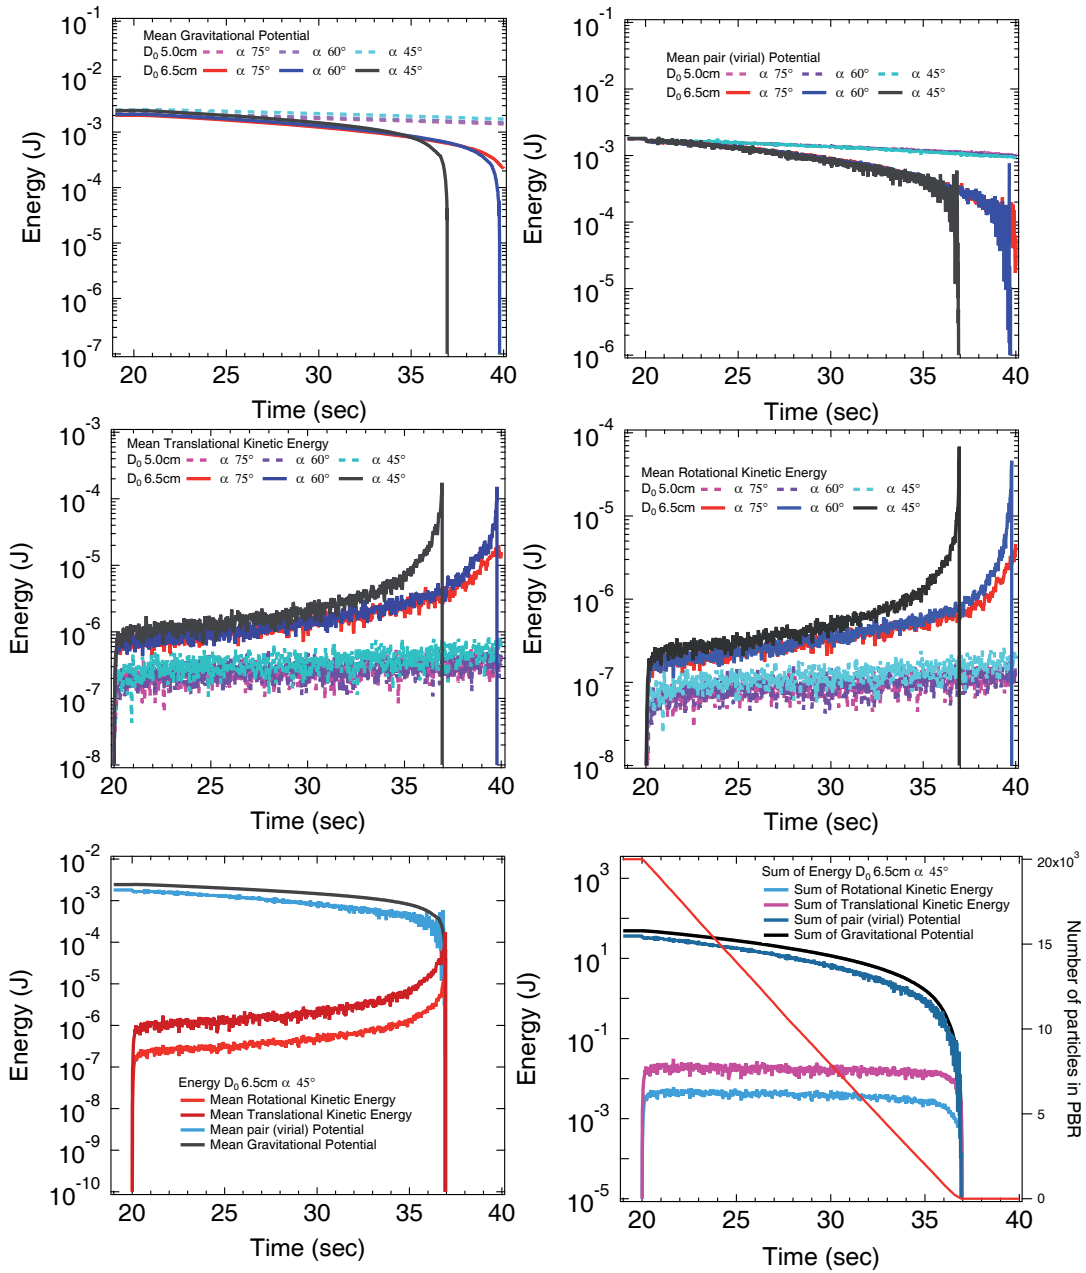 Mean Gravitational Potential
D0 5.0cm α 75° α 60° α 45°
D0 6.5cm α 75° α 60° α 45°
10-1
10-2
10-3
10-4
10-5
10-6
10-7
Energy (J)
20 25 30 35 40
Time (sec)
Mean pair (virial) Potential
D0 5.0cm α 75° α 60° α 45°
D0 6.5cm α 75° α 60° α 45°
10-1
10-2
10-3
10-4
10-5
10-6
Energy (J)
20 25 30 35 40
Time (sec)
Mean Translational Kinetic Energy
D0 5.0cm α 75° α 60° α 45°
D0 6.5cm α 75° α 60° α 45°
10-3
10-4
10-5
10-6
10-7
10-8
Energy (J)
20 25 30 35 40
Time (sec)
Mean Rotational Kinetic Energy
D0 5.0cm α 75° α 60° α 45°
D0 6.5cm α 75° α 60° α 45°
10-4
10-5
10-6
10-7
10-8
Energy (J)
20 25 30 35 40
Time (sec)
10-2
10-3
10-4
10-5
10-6
10-7
10-8
10-9
10-10
Energy (J)
Energy D0 6.5cm α 45°
Mean Rotational Kinetic Energy
Mean Translational Kinetic Energy
Mean pair (virial) Potential
Mean Gravitational Potential
20 25 30 35 40
Time (sec)
Sum of Energy D0 6.5cm α 45°
Sum of Rotational Kinetic Energy
Sum of Translational Kinetic Energy
Sum of pair (virial) Potential
Sum of Gravitational Potential
103
101
10-1
10-3
10-5
Energy (J)
20x103
15
10
5
0
Number of particles in PBR
20 25 30 35 40
Time (sec)